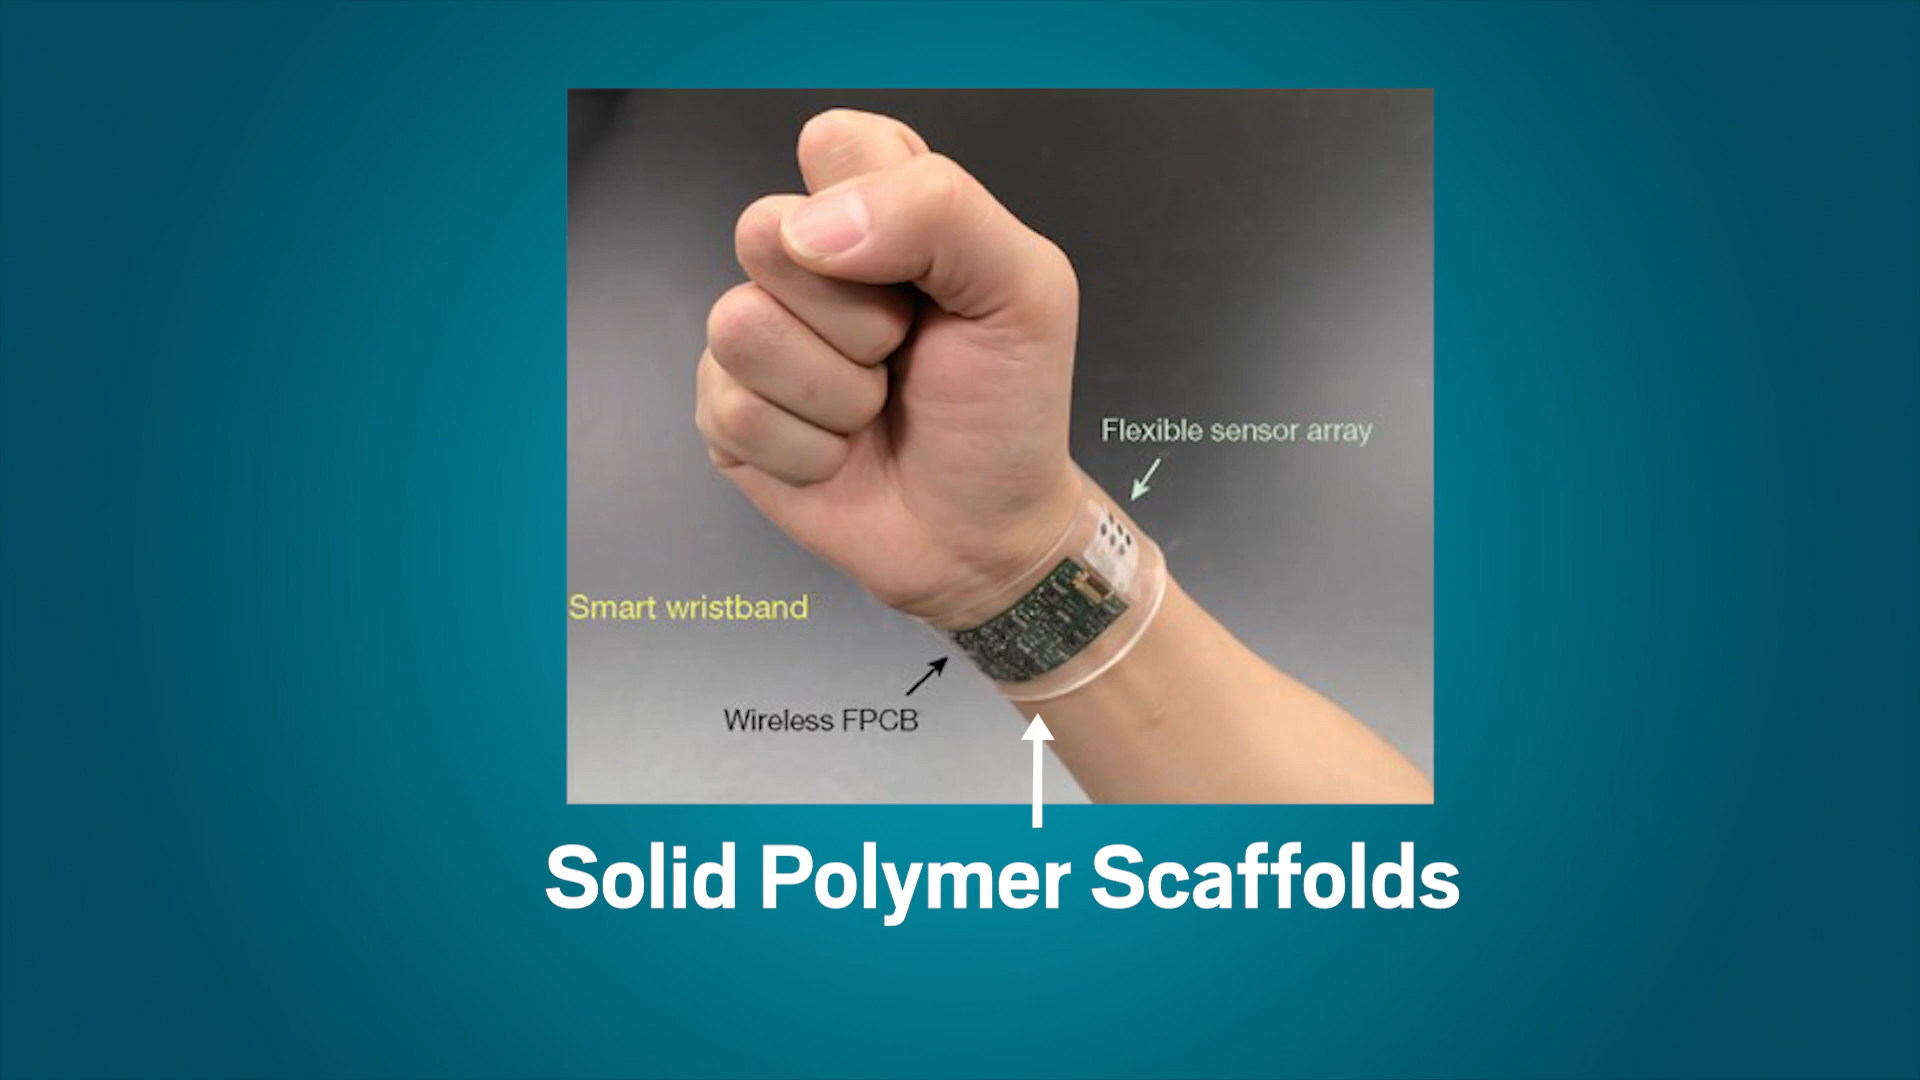 Flexible sensor array
Smart wristband
Wireless FPCB
Solid Polymer Scaffolds